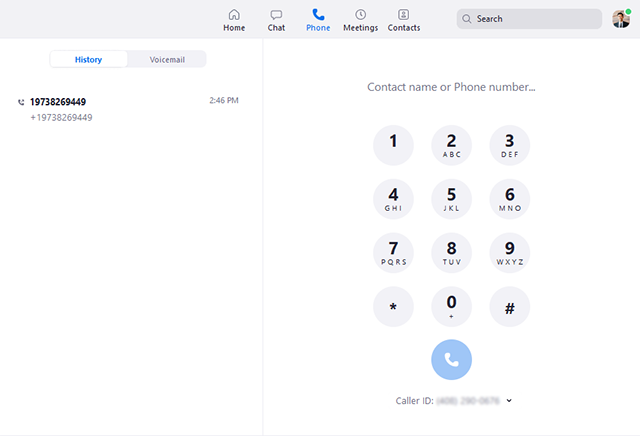 Home Chat Phone Meetings Contacts Search
History Voicemail
19738269449 2:46 PM
+19738269449
Contact name or Phone number...
1 2 3
ABC DEF
4 5 6
GHI JKL MNO
7 8 9
PQRS TUV WXYZ
* 0 #
+
Caller ID: